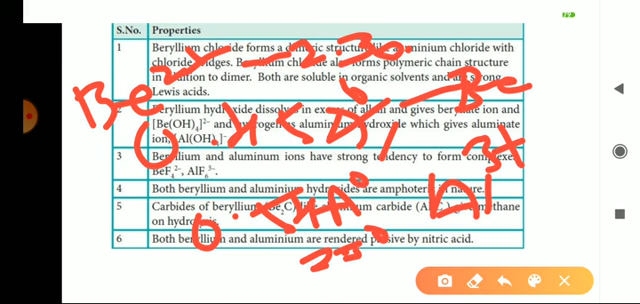 S.No. Properties
1 Beryllium chloride forms a dimeric structure like aluminium chloride with
chloride bridges. Beryllium chloride also forms polymeric chain structure
in addition to dimer. Both are soluble in organic solvents and are strong
Lewis acids.
2 Beryllium hydroxide dissolves in excess of alkali and gives beryllate ion and
[Be(OH)4]2- and hydrogen aluminium hydroxide which gives aluminate
ion, [Al(OH)4]-
3 Beryllium and aluminum ions have strong tendency to form complexes
BeF4 2-, AlF6 3-.
4 Both beryllium and aluminium hydroxides are amphoteric in nature.
5 Carbides of beryllium (Be2C) like aluminum carbide methane
on hydrolysis.
6 Both beryllium and aluminium are rendered passive by nitric acid.
Be2+
Be